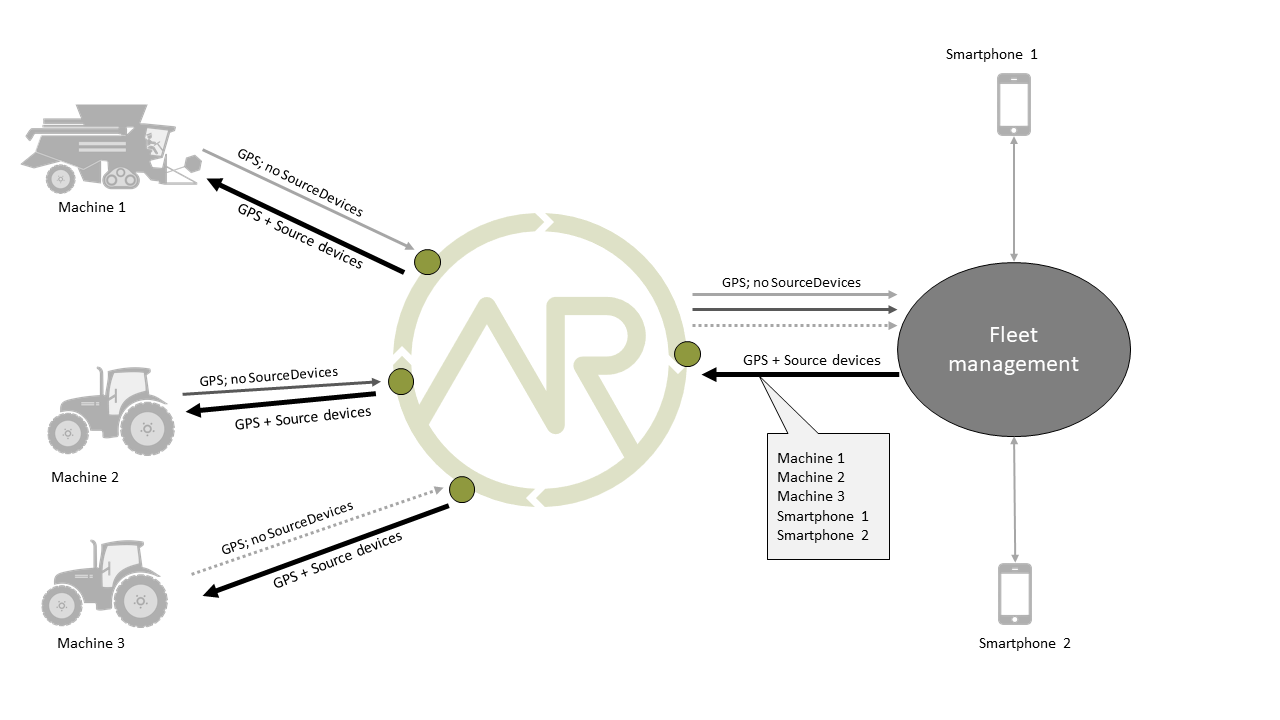 Smartphone 1
Machine 1
GPS; no SourceDevices
GPS + Source devices
GPS; no SourceDevices
GPS + Source devices
Machine 2
GPS; no SourceDevices
GPS + Source devices
Machine 3
AR
GPS; no SourceDevices
GPS + Source devices
Fleet
management
Machine 1
Machine 2
Machine 3
Smartphone 1
Smartphone 2
Smartphone 2